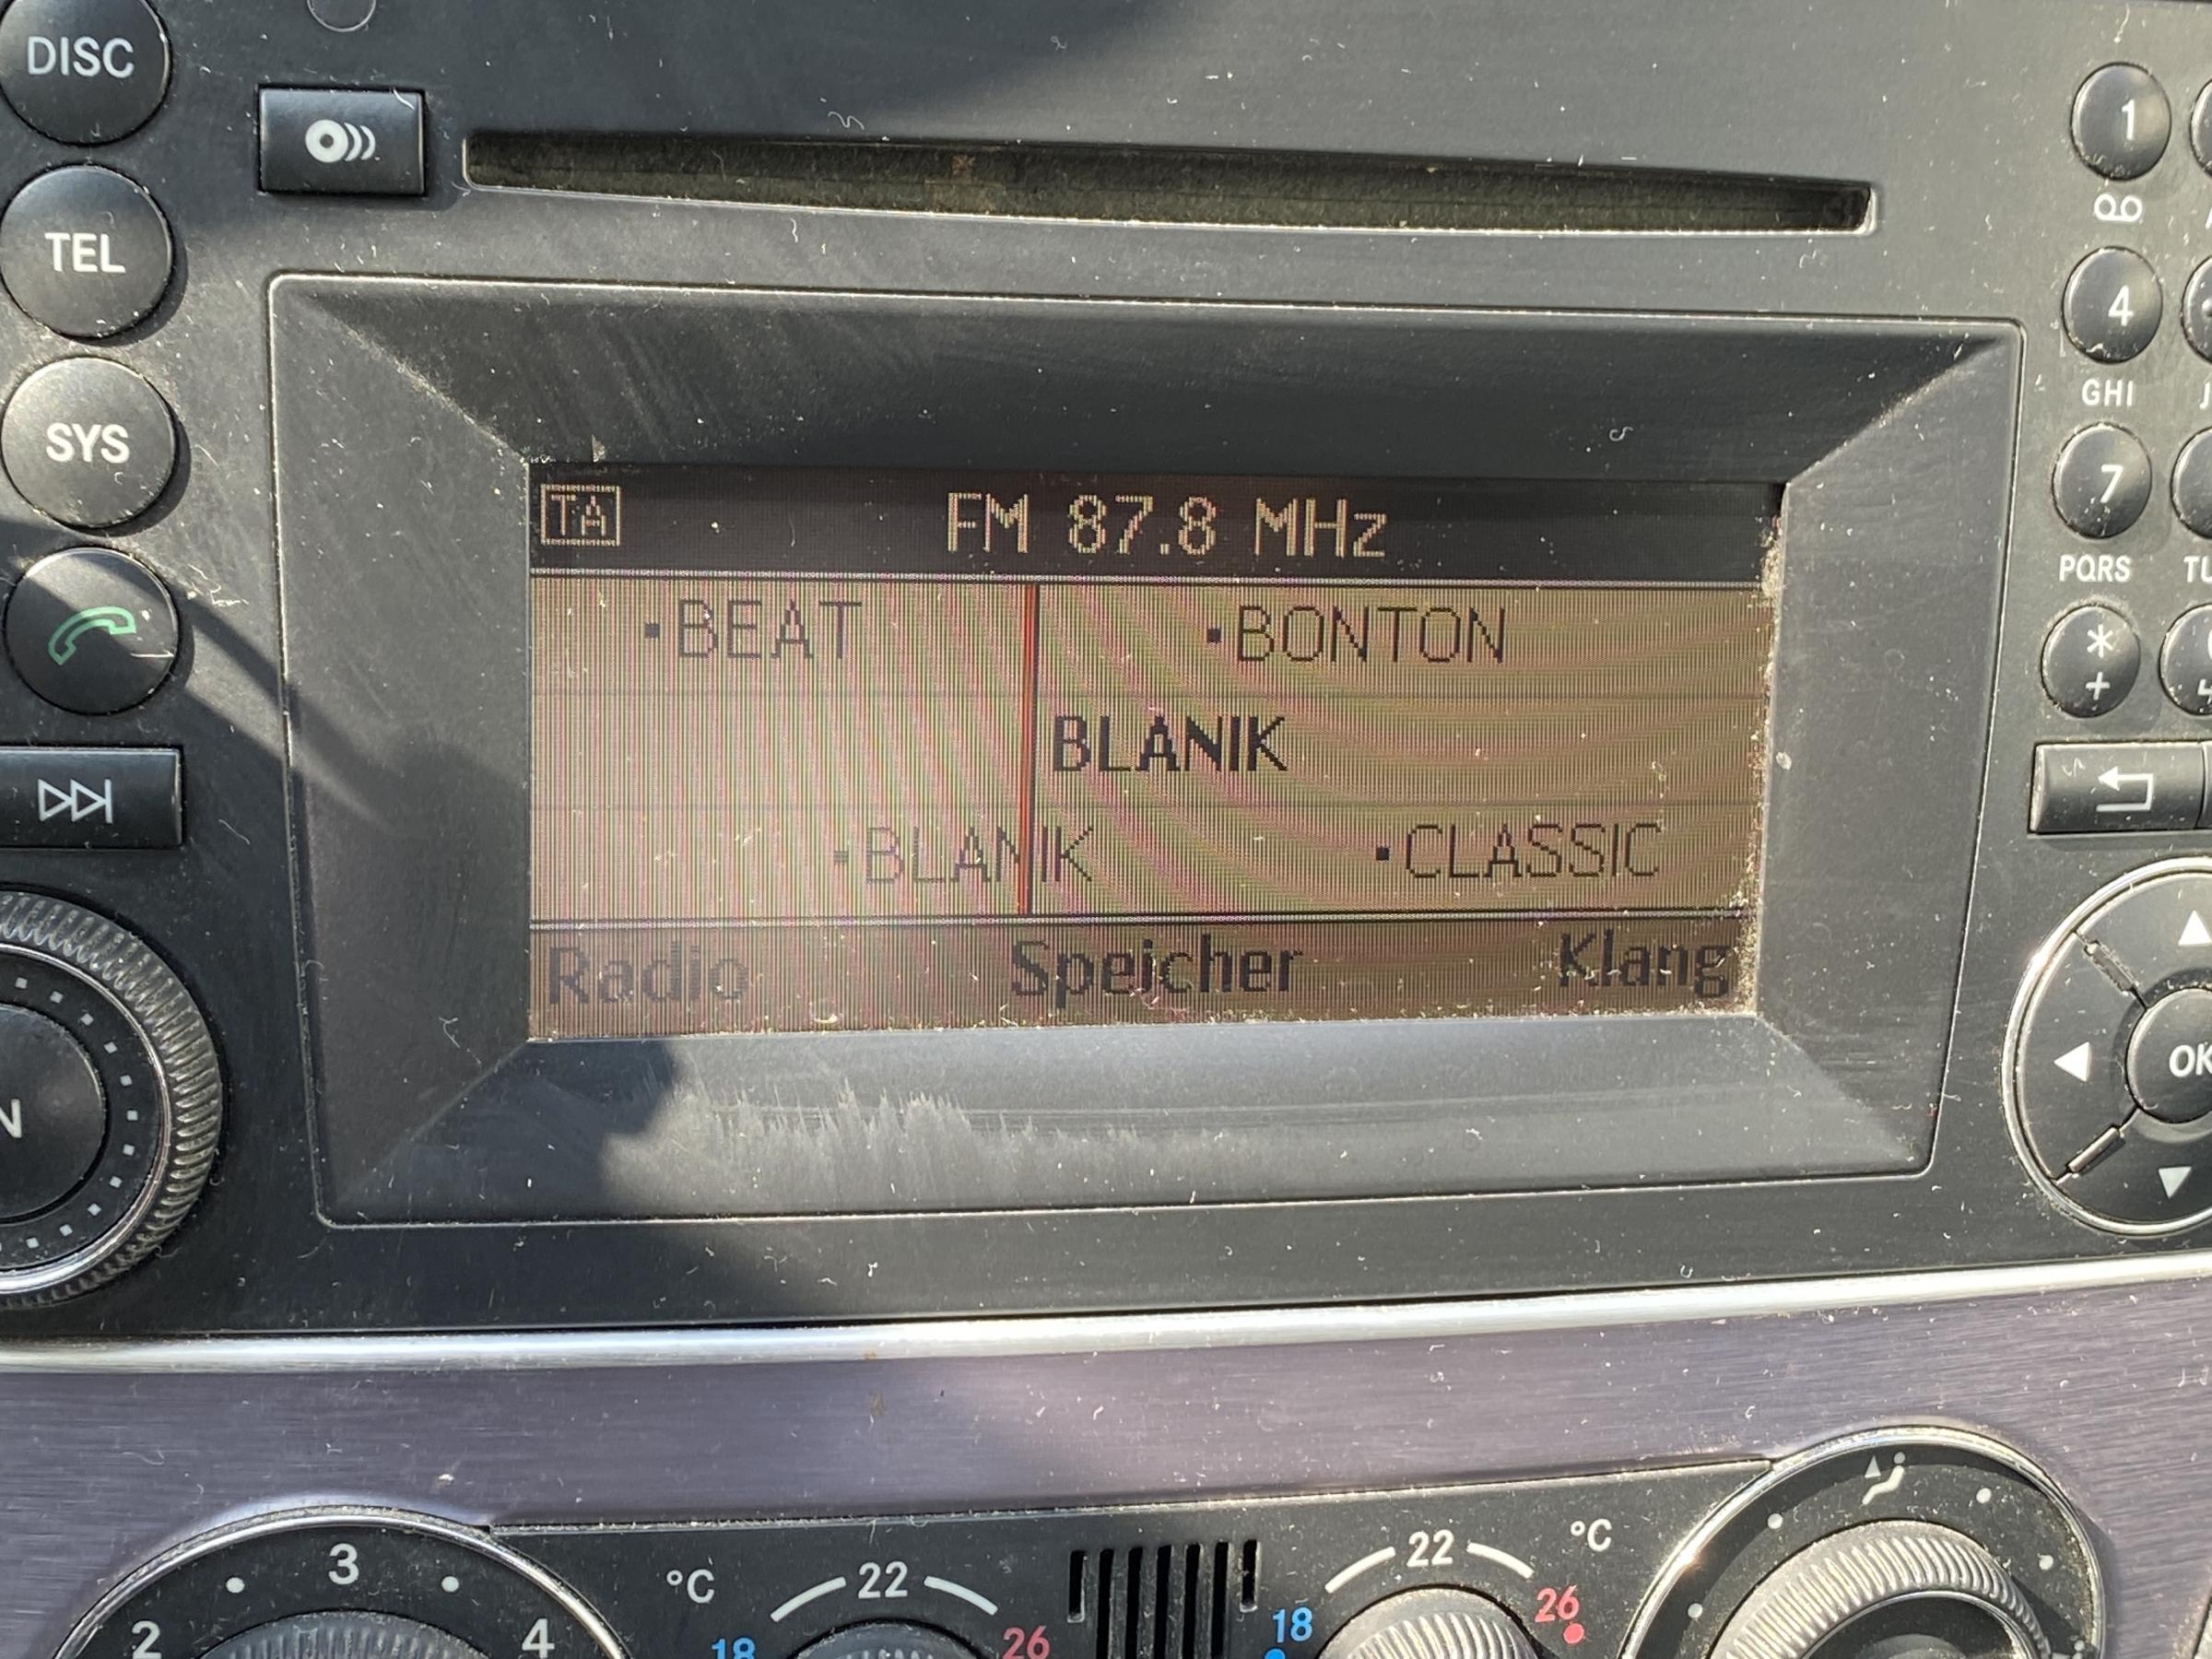 DISC
TEL
SYS
TA FM 87.8 MHz
·BEAT ·BONTON
BLANIK
·BLANIK ·CLASSIC
Radio Speicher Klang
1
4
GHI
7
PQRS
*
+
OK
2 3 4
°C 18 22 26
18 22 26 °C